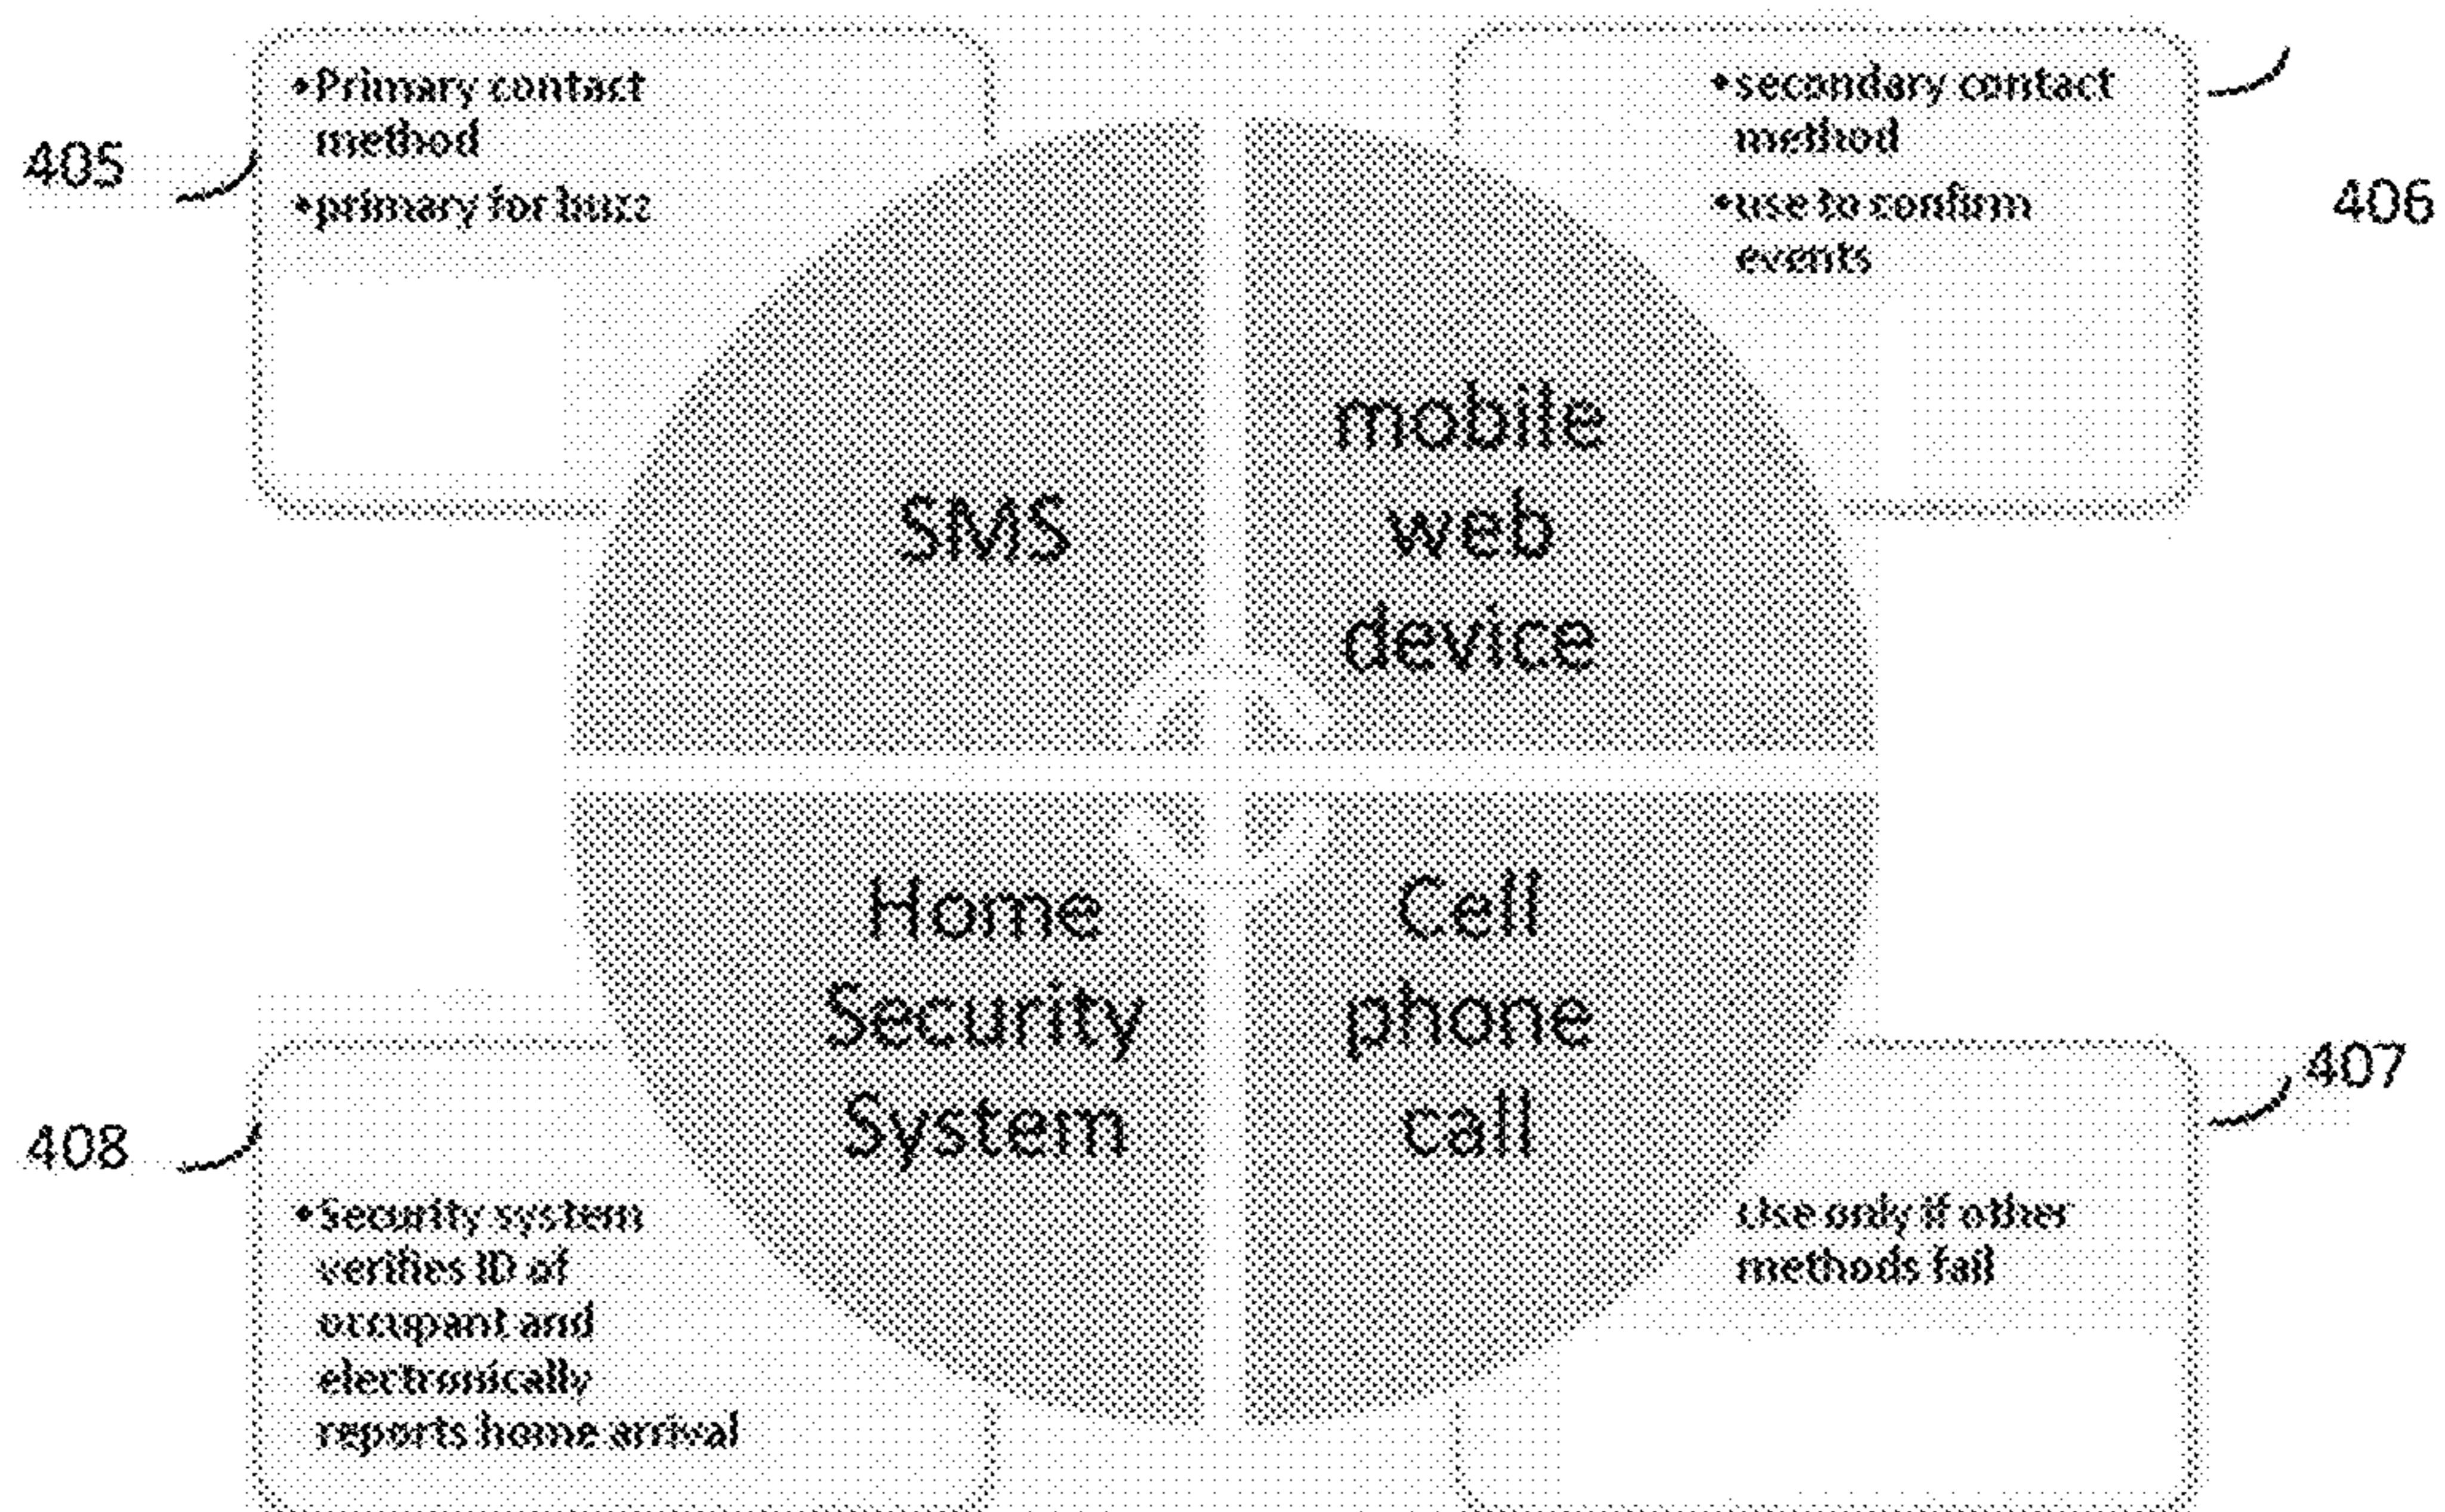 405
•Primary contact
method
•primary for buzz
•secondary contact
method
•use to confirm
events
406
SMS
mobile
web
device
Home
Security
System
Cell
phone
call
408
•Security system
verifies ID of
occupant and
electronically
reports home arrival
407
Use only if other
methods fail